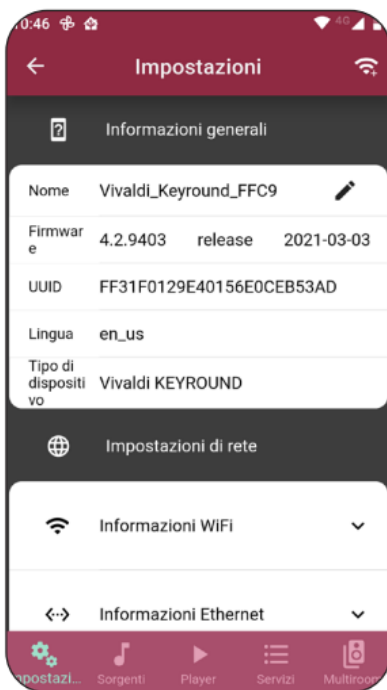 0:46
4G
Impostazioni
Informazioni generali
Nome Vivaldi_Keyround_FFC9
Firmwar
e
4.2.9403 release 2021-03-03
UUID FF31F0129E40156E0CEB53AD
Lingua en_us
Tipo di
dispositi
vo
Vivaldi KEYROUND
Impostazioni di rete
Informazioni WiFi
Informazioni Ethernet
mpostazi... Sorgenti Player Servizi Multiroom